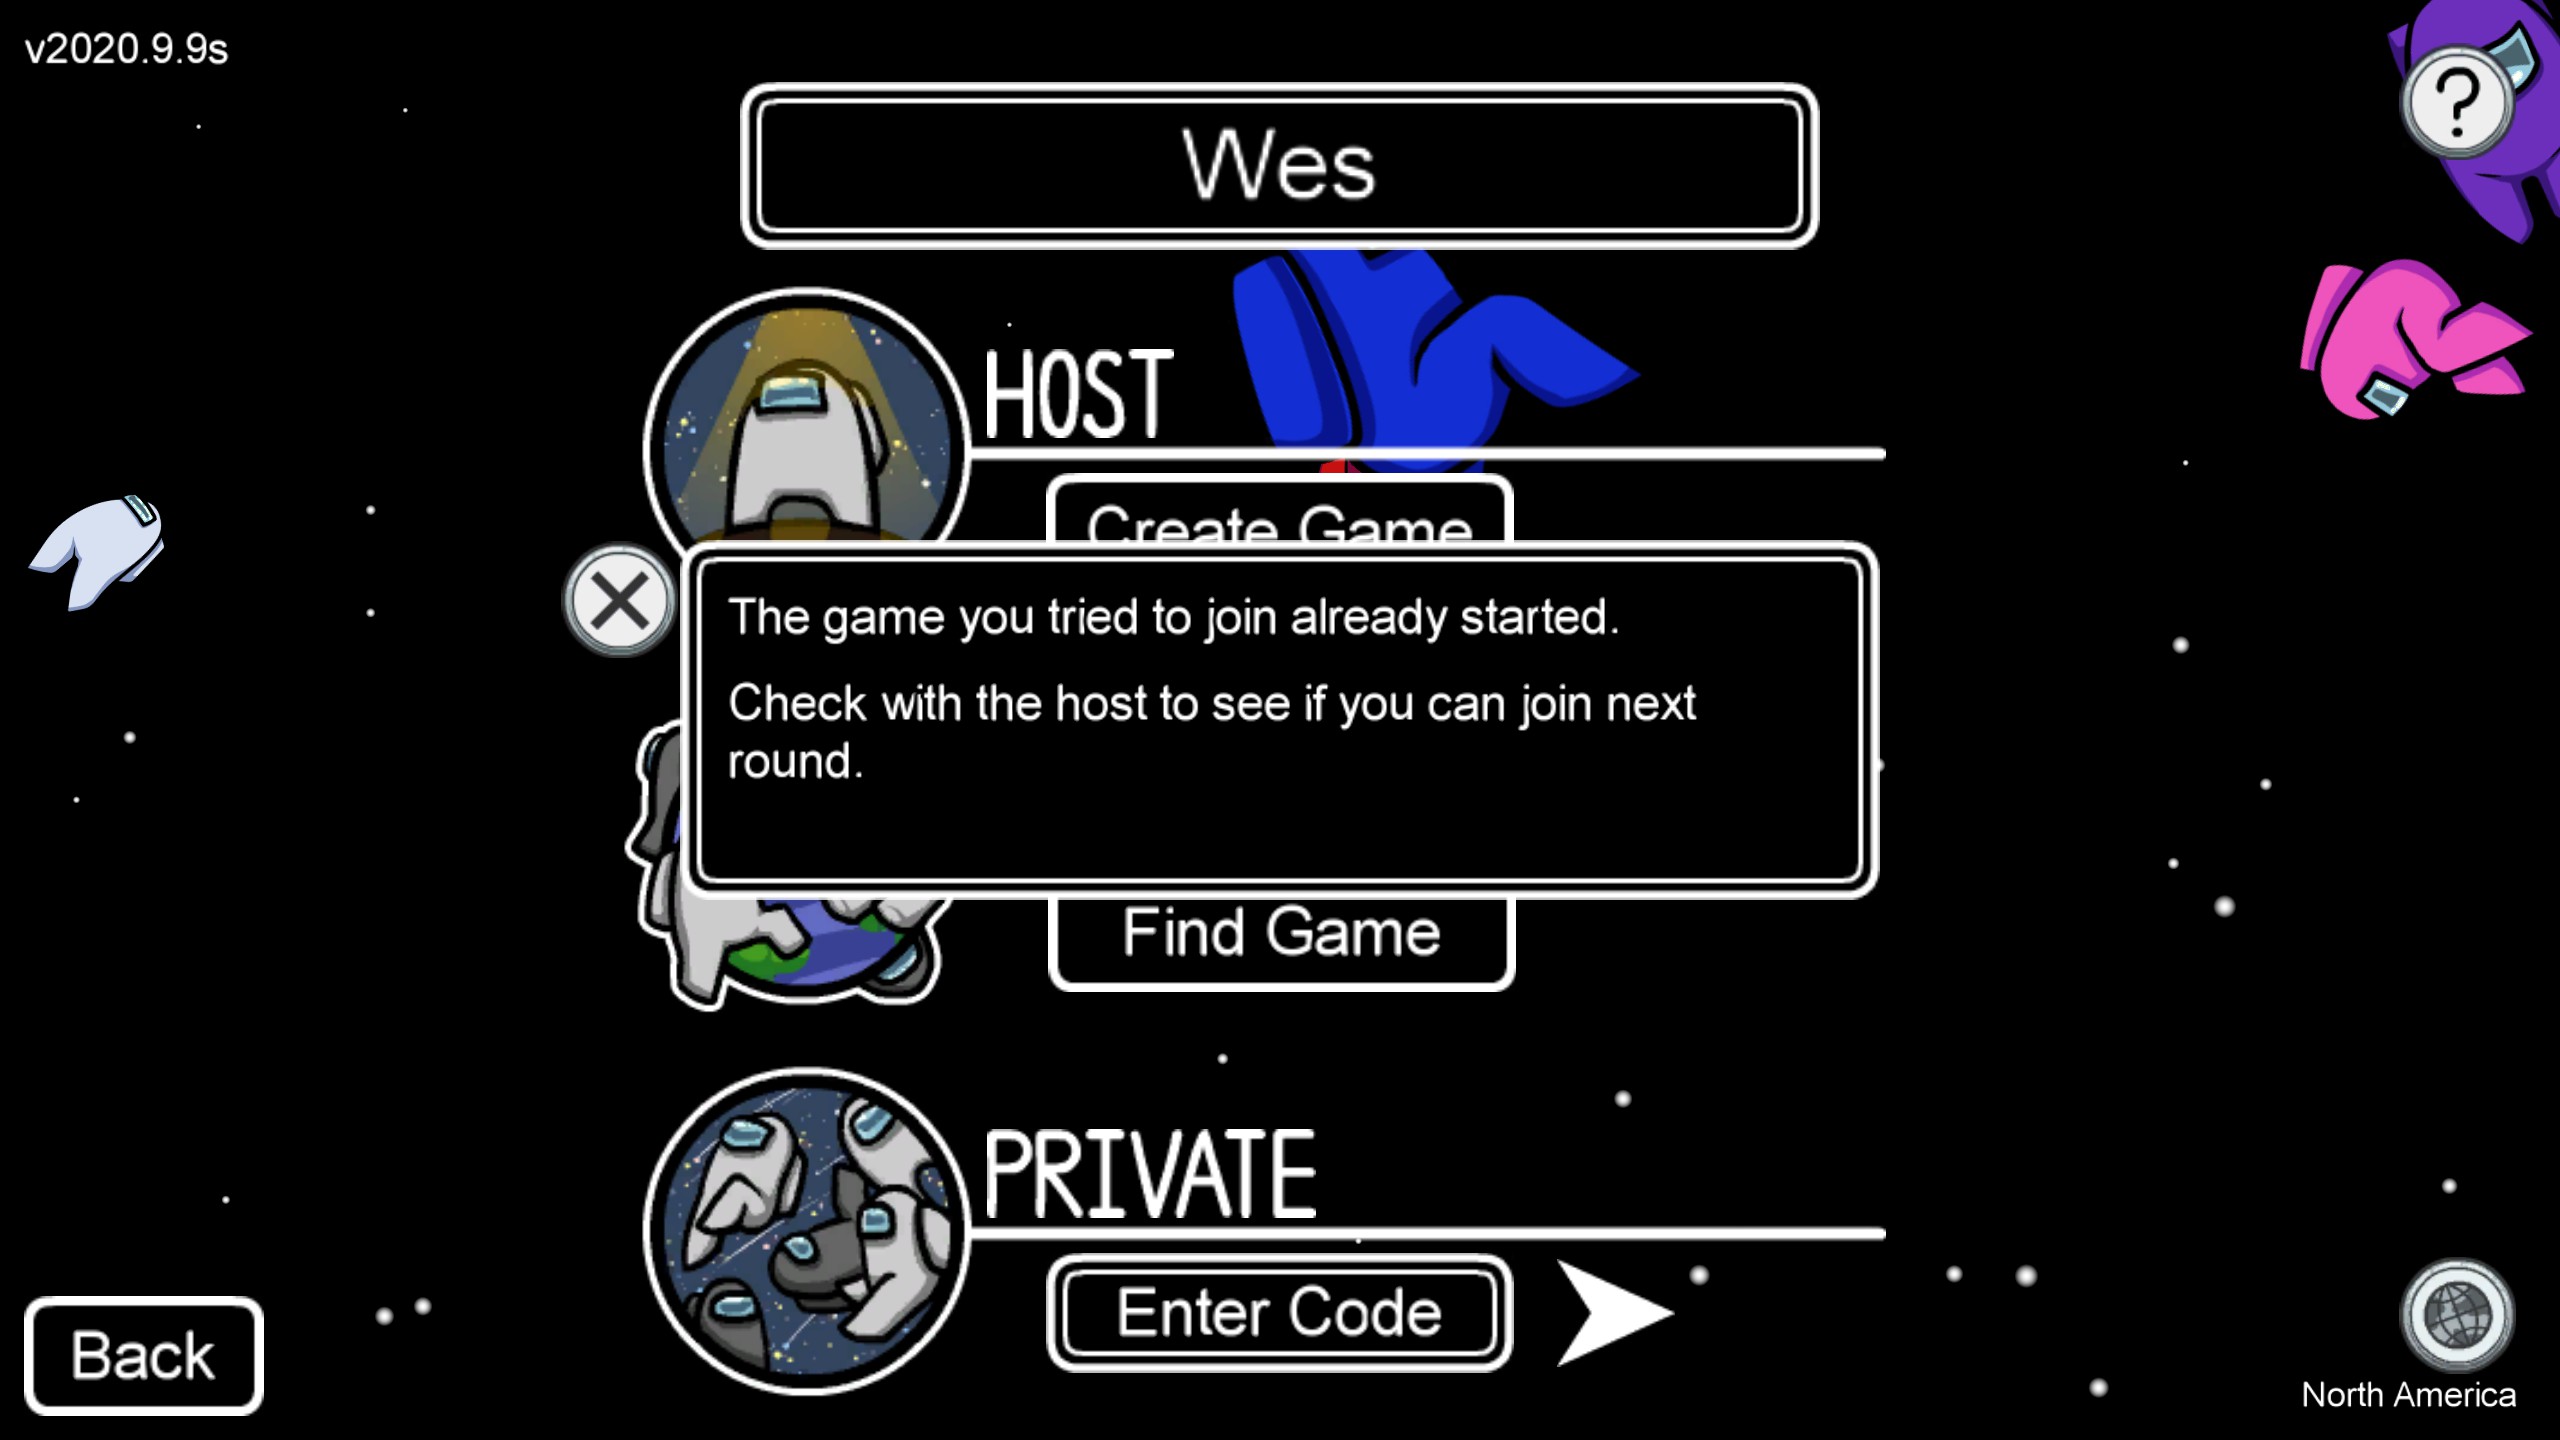 v2020.9.9s
Wes
?
HOST
Create Game
The game you tried to join already started.
Check with the host to see if you can join next
round.
Find Game
PRIVATE
Enter Code
Back
North America